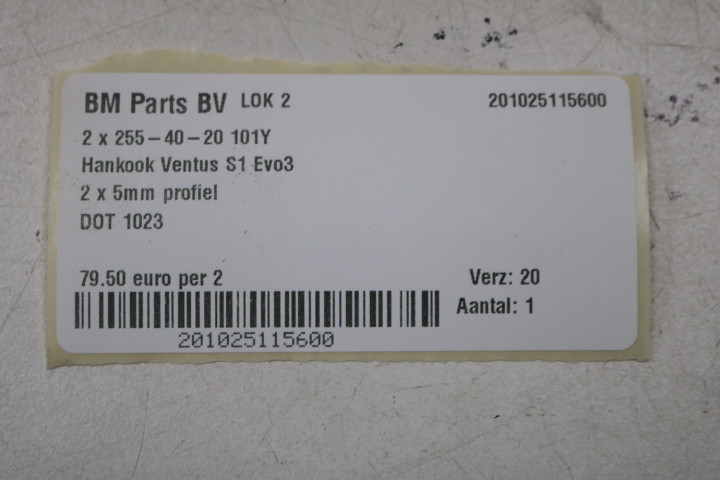 BM Parts BV LOK 2 201025115600
2 x 255-40-20 101Y
Hankook Ventus S1 Evo3
2 x 5mm profiel
DOT 1023
79.50 euro per 2 Verz: 20
Aantal: 1
201025115600